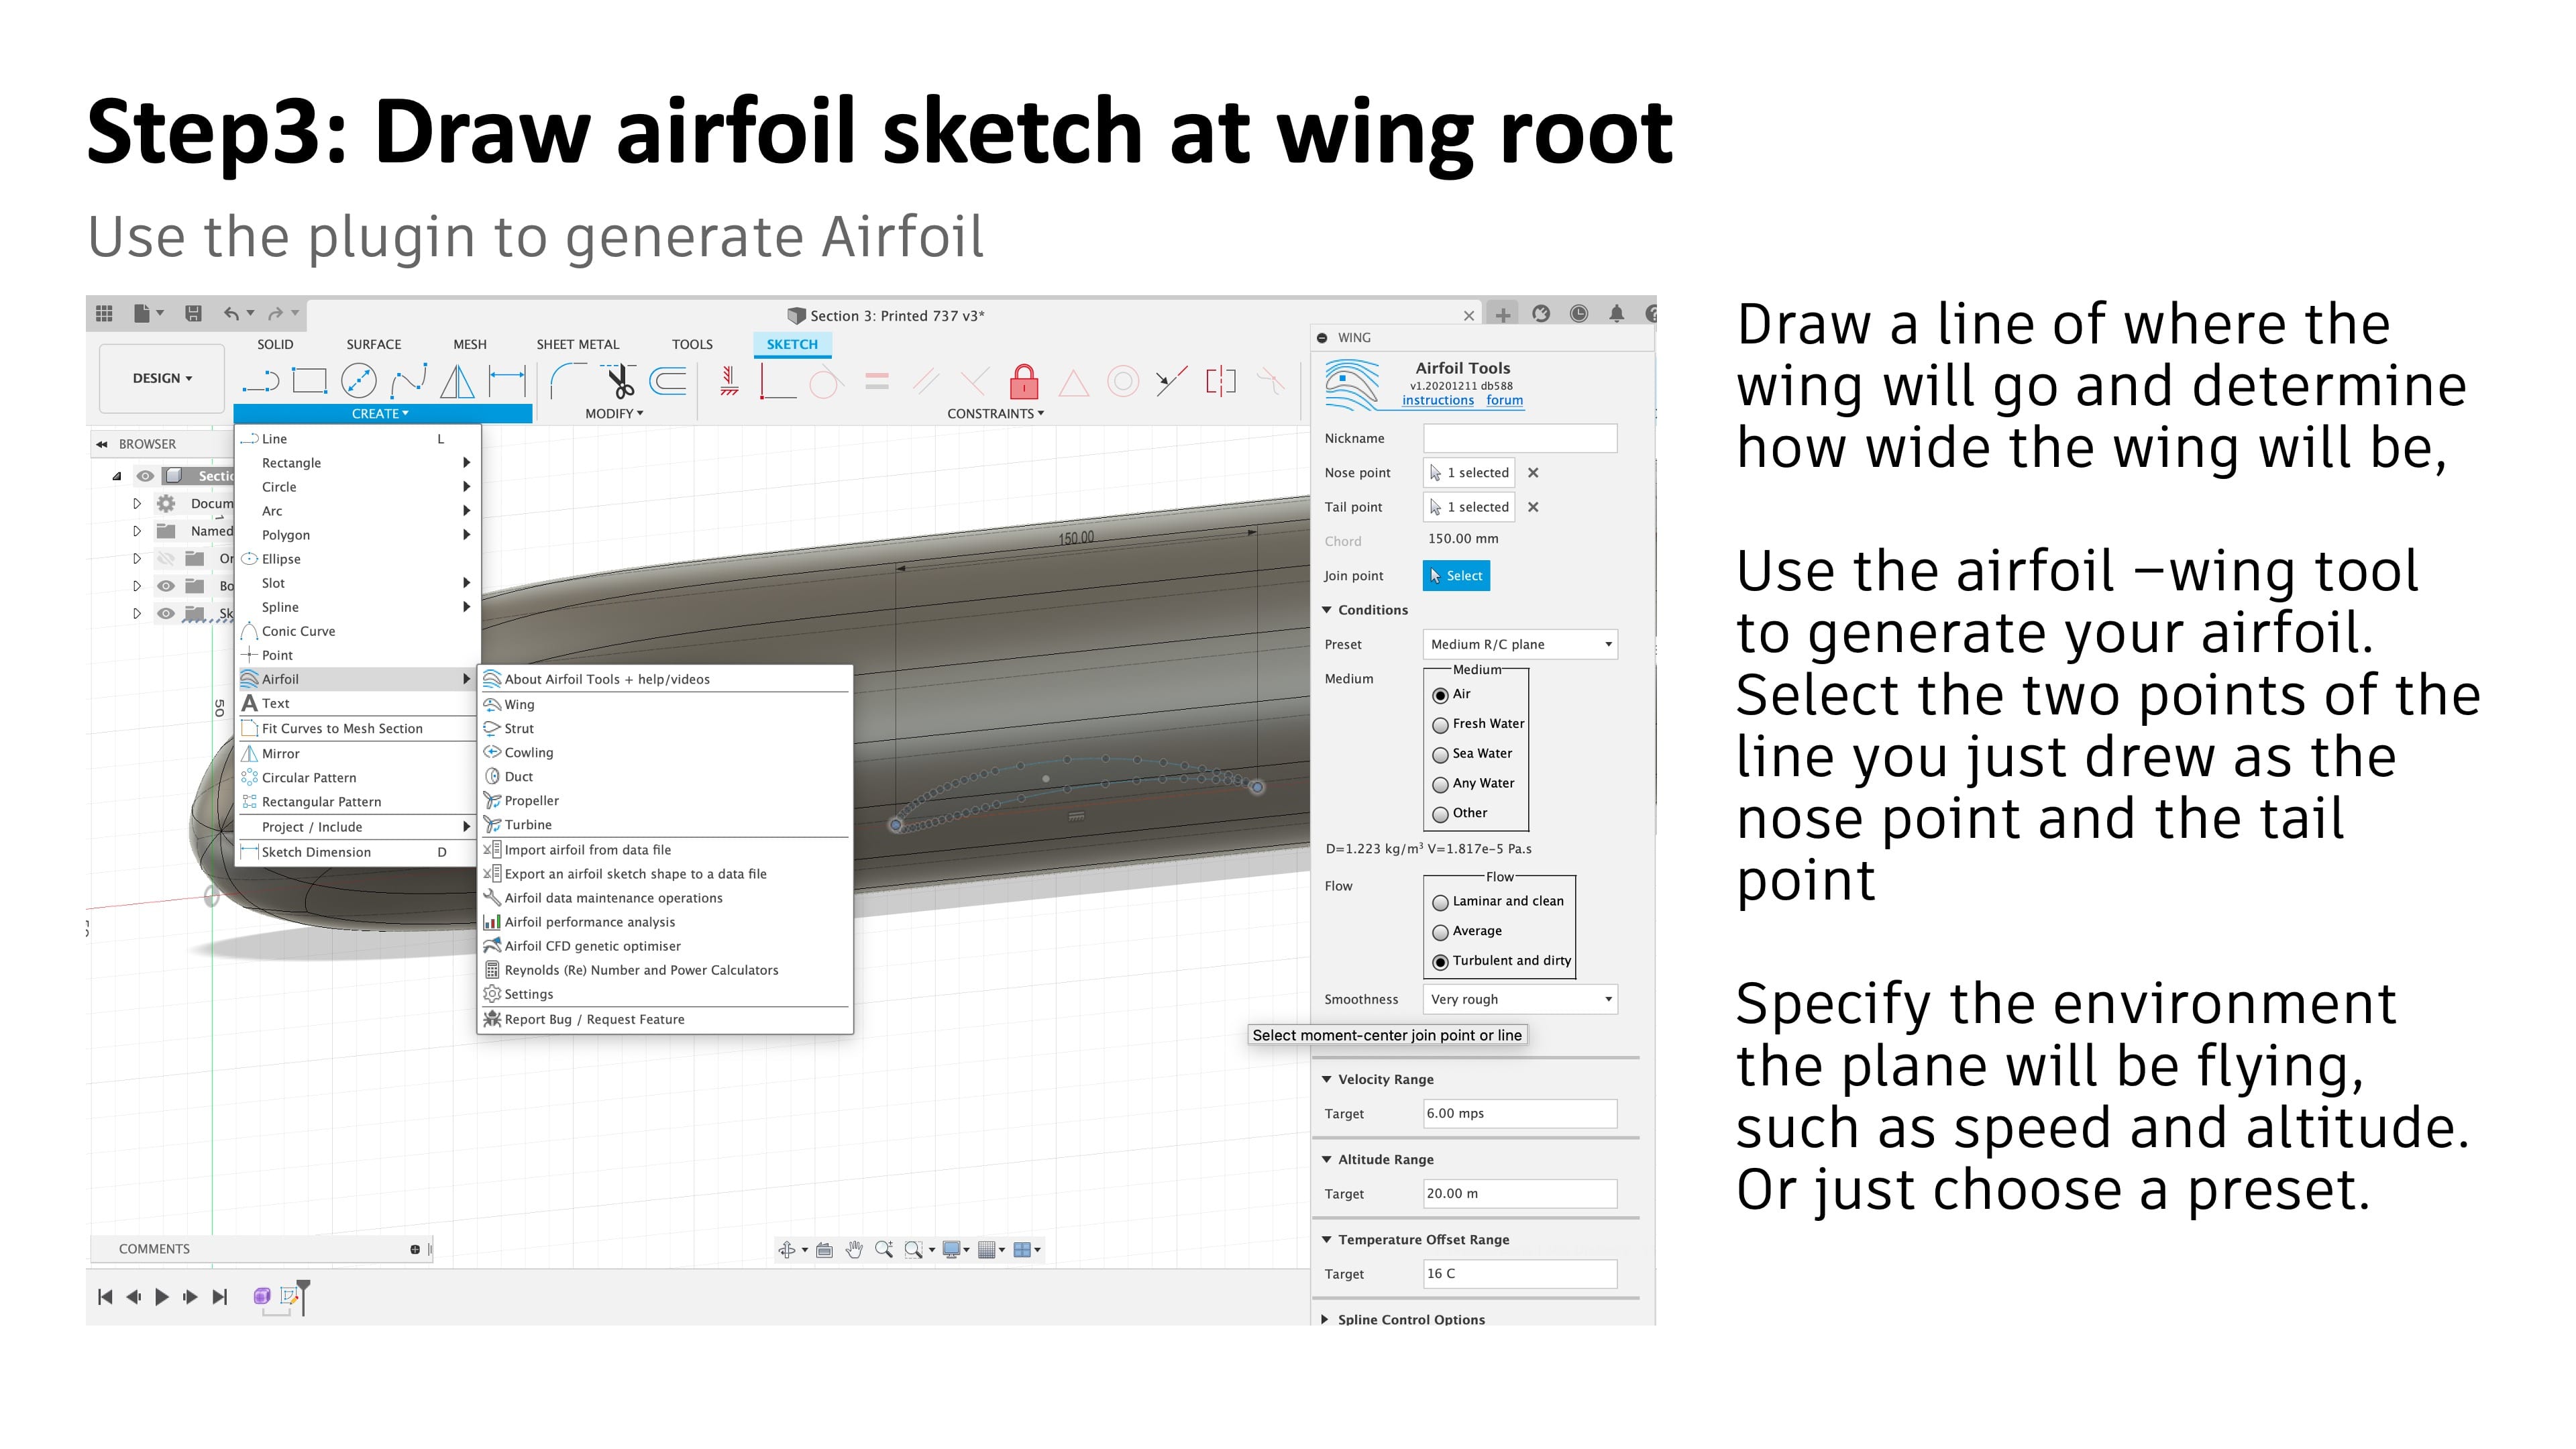 Step3: Draw airfoil sketch at wing root
Use the plugin to generate Airfoil
Section 3: Printed 737 v3*
SOLID SURFACE MESH SHEET METAL TOOLS SKETCH
DESIGN
CREATE MODIFY CONSTRAINTS
BROWSER
Sectio
Docum
Named
Or
Bo
Sk
Line L
Rectangle
Circle
Arc
Polygon
Ellipse
Slot
Spline
Conic Curve
Point
Airfoil
Text
Fit Curves to Mesh Section
Mirror
Circular Pattern
Rectangular Pattern
Project / Include
Sketch Dimension D
About Airfoil Tools + help/videos
Wing
Strut
Cowling
Duct
Propeller
Turbine
Import airfoil from data file
Export an airfoil sketch shape to a data file
Airfoil data maintenance operations
Airfoil performance analysis
Airfoil CFD genetic optimiser
Reynolds (Re) Number and Power Calculators
Settings
Report Bug / Request Feature
50
150.00
WING
Airfoil Tools
v1.20201211 db588
instructions forum
Nickname
Nose point 1 selected
Tail point 1 selected
Chord 150.00 mm
Join point Select
Conditions
Preset Medium R/C plane
Medium Medium
Air
Fresh Water
Sea Water
Any Water
Other
D=1.223 kg/m³ V=1.817e-5 Pa.s
Flow Flow
Laminar and clean
Average
Turbulent and dirty
Smoothness Very rough
Select moment-center join point or line
Velocity Range
Target 6.00 mps
Altitude Range
Target 20.00 m
Temperature Offset Range
Target 16 C
Spline Control Options
COMMENTS
Draw a line of where the
wing will go and determine
how wide the wing will be,
Use the airfoil –wing tool
to generate your airfoil.
Select the two points of the
line you just drew as the
nose point and the tail
point
Specify the environment
the plane will be flying,
such as speed and altitude.
Or just choose a preset.